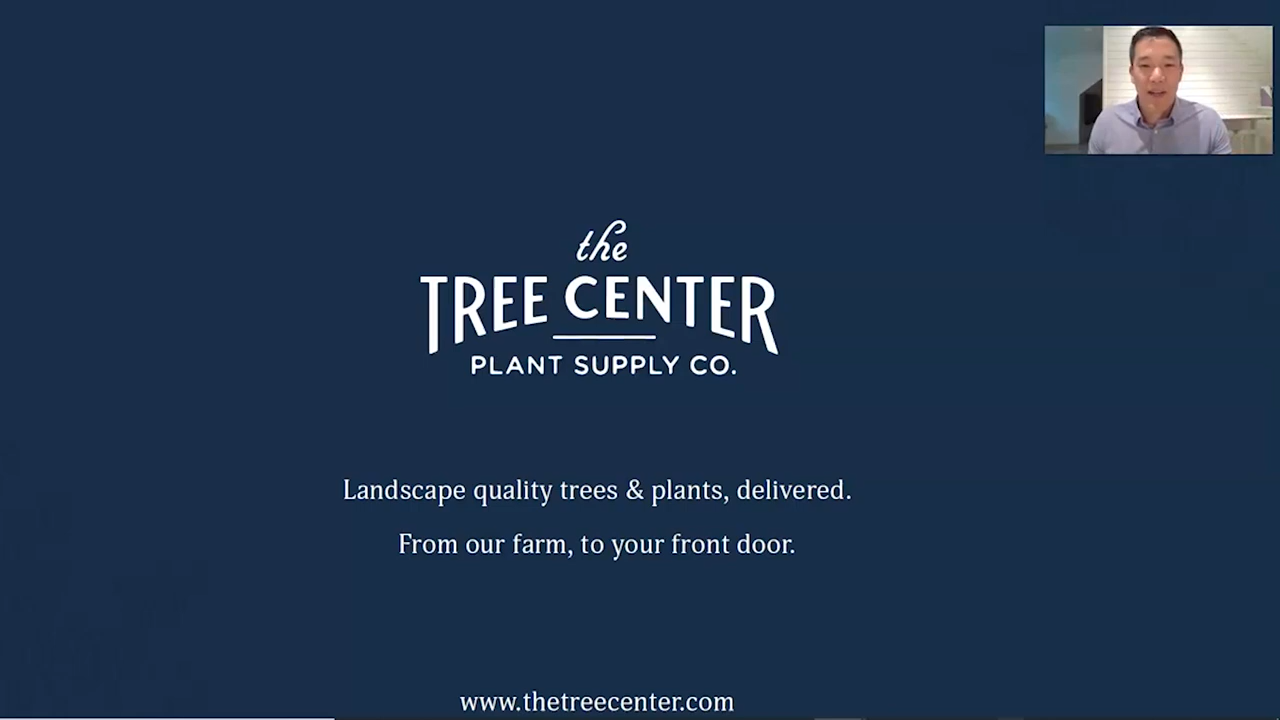 the
TREE CENTER
PLANT SUPPLY CO.
Landscape quality trees & plants, delivered.
From our farm, to your front door.
www.thetreecenter.com